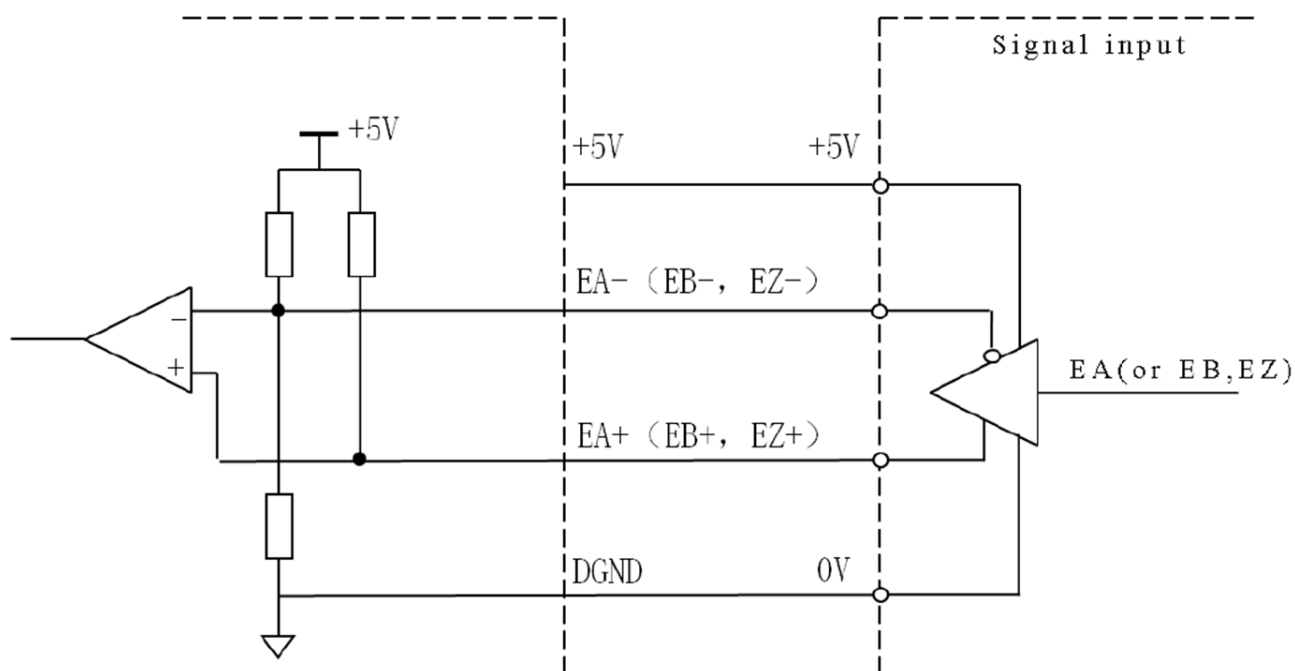 Signal input
+5V
+5V
+5V
EA-（EB-，EZ-）
−
+
EA(or EB,EZ)
EA+（EB+，EZ+）
DGND
0V